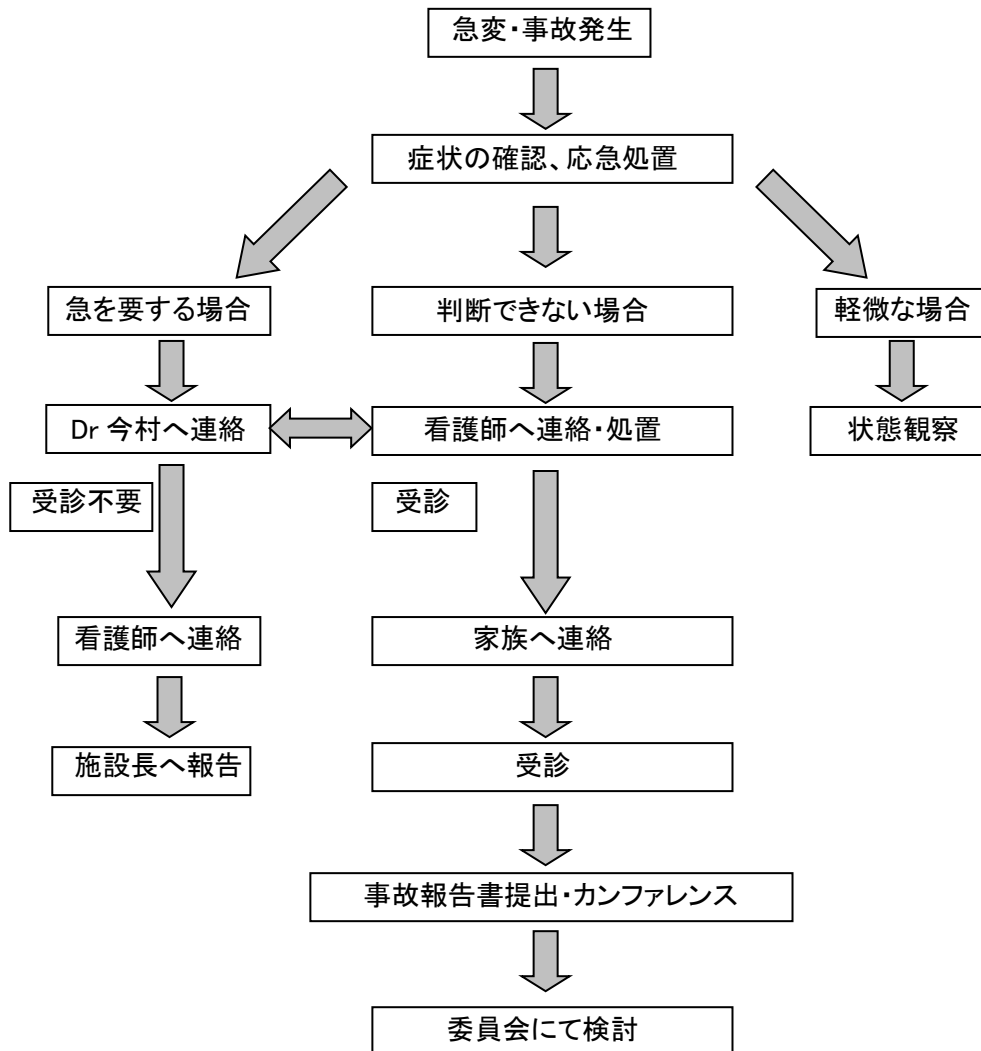 急変・事故発生
症状の確認、応急処置
急を要する場合
判断できない場合
軽微な場合
Dr 今村へ連絡
看護師へ連絡・処置
状態観察
受診不要
受診
看護師へ連絡
家族へ連絡
施設長へ報告
受診
事故報告書提出・カンファレンス
委員会にて検討